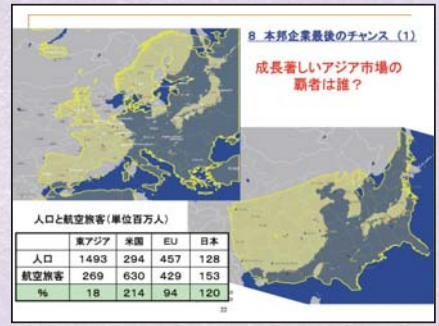 8 本邦企業最後のチャンス（1）
成長著しいアジア市場の
覇者は誰？
人口と航空旅客（単位百万人）
東アジア 米国 EU 日本
人口 1493 294 457 128
航空旅客 269 630 429 153
% 18 214 94 120
22